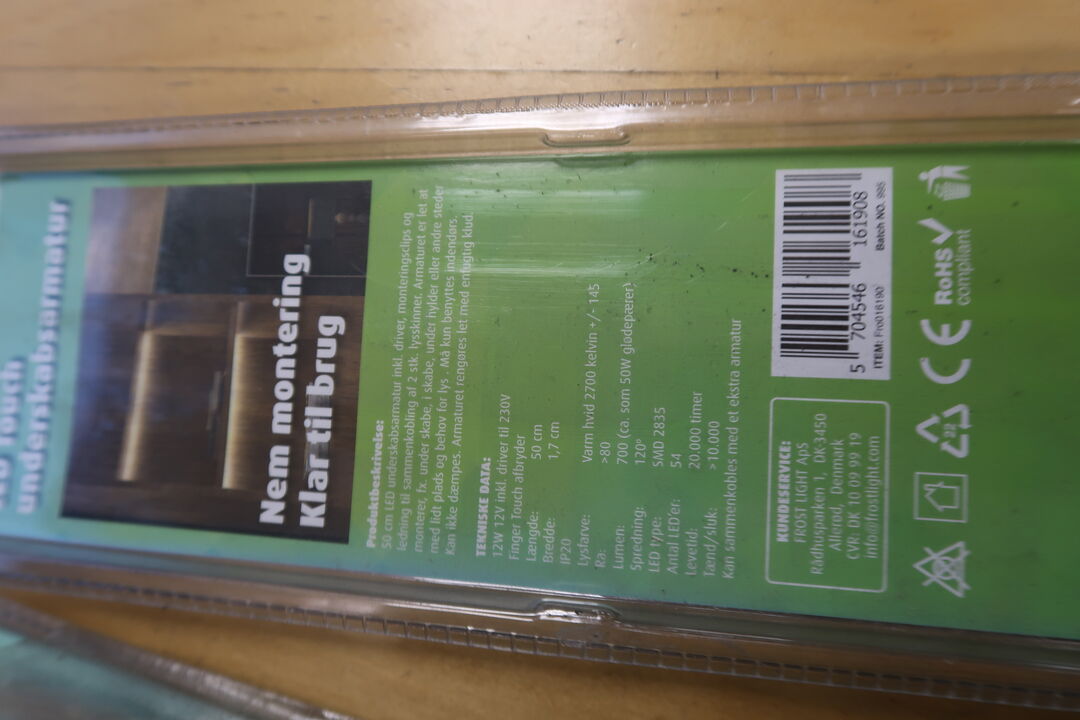 Touch
underskabsarmatur
Nem montering
Klar til brug
Produktbeskrivelse:
50 cm LED underskabsarmatur inkl. driver, monteringsclips og
ledning til sammenkobling af 2 stk. lysskinner. Armaturet er let at
monterer, fx. under skabe, i skabe, under hylder eller andre steder
med lidt plads og behov for lys . Må kun benyttes indendørs.
Kan ikke dæmpes. Armaturet rengøres let med en fugtig klud.
TEKNISKE DATA:
12W 12V inkl. driver til 230V
Finger Touch afbryder
Længde: 50 cm
Bredde: 1,7 cm
IP20
Lysfarve: Varm hvid 2700 kelvin +/- 145
Ra: >80
Lumen: 700 (ca. som 50W glødepærer)
Spredning: 120º
LED Type: SMD 2835
Antal LED'er: 54
Levetid: 20.000 timer
Tænd/sluk: >10.000
Kan sammenkobles med et ekstra armatur
KUNDESERVICE:
FROST LIGHT ApS
Rådhusparken 1, DK-3450
Allerød, Denmark
CVR: DK 10 09 99 19
info@frostlight.com
5 704546 161908
ITEM: Fro016190 Batch NO. 985
CE RoHS
compliant